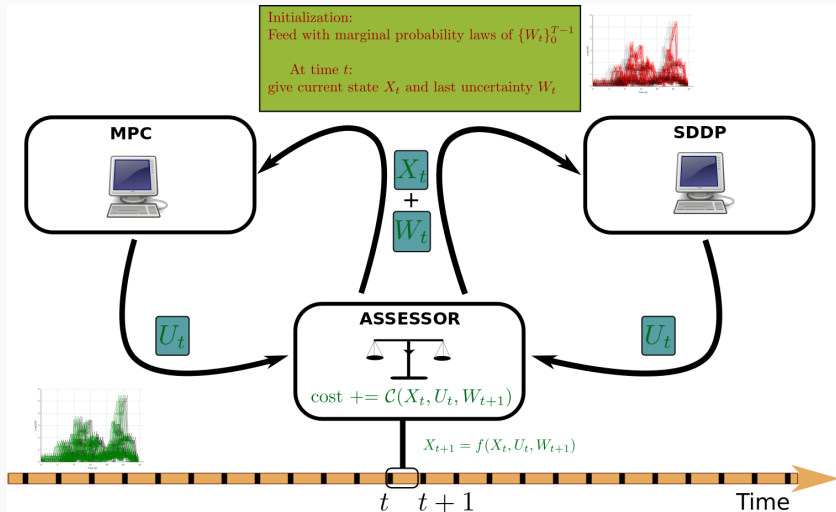 Initialization:
Feed with marginal probability laws of $\{W_t\}_0^{T-1}$
At time $t$:
give current state $X_t$ and last uncertainty $W_t$
MPC
SDDP
$X_t$
+
$W_t$
$U_t$
$U_t$
ASSESSOR
cost += $\mathcal{C}(X_t, U_t, W_{t+1})$
$X_{t+1} = f(X_t, U_t, W_{t+1})$
$t$
$t+1$
Time